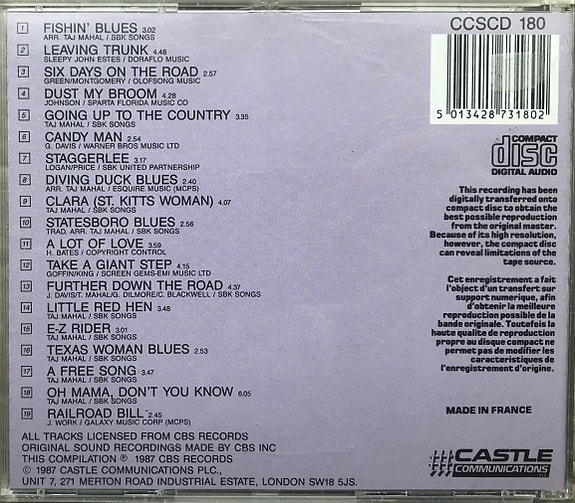 1 FISHIN' BLUES 3.02
ARR. TAJ MAHAL / SBK SONGS
2 LEAVING TRUNK 4.48
SLEEPY JOHN ESTES / DORAFLO MUSIC
3 SIX DAYS ON THE ROAD 2.57
GREEN/MONTGOMERY / OLOFSONG MUSIC
4 DUST MY BROOM 4.28
JOHNSON / SPARTA FLORIDA MUSIC CO
5 GOING UP TO THE COUNTRY 3.35
TAJ MAHAL / SBK SONGS
6 CANDY MAN 2.54
G. DAVIS / WARNER BROS MUSIC LTD
7 STAGGERLEE 3.17
LOGAN/PRICE / SBK UNITED PARTNERSHIP
8 DIVING DUCK BLUES 2.40
ARR. TAJ MAHAL / ESQUIRE MUSIC (MCPS)
9 CLARA (ST. KITTS WOMAN) 4.07
TAJ MAHAL / SBK SONGS
10 STATESBORO BLUES 2.56
TRAD. ARR. TAJ MAHAL / SBK SONGS
11 A LOT OF LOVE 3.59
H. BATES / COPYRIGHT CONTROL
12 TAKE A GIANT STEP 4.15
GOFFIN/KING / SCREEN GEMS-EMI MUSIC LTD
13 FURTHER DOWN THE ROAD 4.37
J. DAVIS/T. MAHAL/G. DILMORE/C. BLACKWELL / SBK SONGS
14 LITTLE RED HEN 3.48
TAJ MAHAL / SBK SONGS
15 E-Z RIDER 3.01
TAJ MAHAL / SBK SONGS
16 TEXAS WOMAN BLUES 2.53
TAJ MAHAL / SBK SONGS
17 A FREE SONG 3.47
TAJ MAHAL / SBK SONGS
18 OH MAMA, DON'T YOU KNOW 6.05
TAJ MAHAL / SBK SONGS
19 RAILROAD BILL 2.45
J. WORK / GALAXY MUSIC CORP (MCPS)
ALL TRACKS LICENSED FROM CBS RECORDS
ORIGINAL SOUND RECORDINGS MADE BY CBS INC
THIS COMPILATION ℗ 1987 CBS RECORDS
© 1987 CASTLE COMMUNICATIONS PLC.,
UNIT 7, 271 MERTON ROAD INDUSTRIAL ESTATE, LONDON SW18 5JS.
CCSCD 180
5 013428 731802
COMPACT
disc
DIGITAL AUDIO
This recording has been
digitally transferred onto
compact disc to obtain the
best possible reproduction
from the original master.
Because of its high resolution,
however, the compact disc
can reveal limitations of the
tape source.
Cet enregistrement a fait
l'object d'un transfert sur
support numerique, afin
d'obtenir la meilleure
reproduction possible de la
bande originale. Toutefois la
haute qualite de reproduction
propre au disque compact ne
permet pas de modifier les
caracteristiques de
l'enregistrement d'origine.
MADE IN FRANCE
CASTLE
COMMUNICATIONS PLC